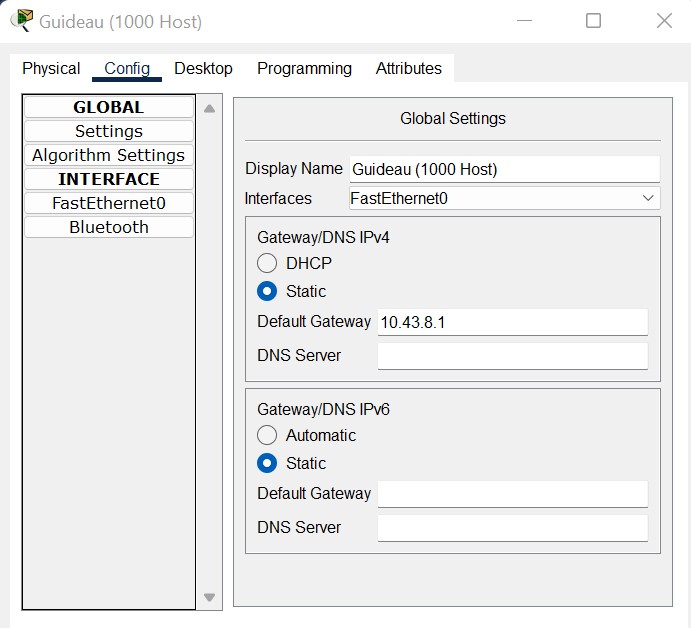 Guideau (1000 Host)
Physical Config Desktop Programming Attributes
GLOBAL
Settings
Algorithm Settings
INTERFACE
FastEthernet0
Bluetooth
Global Settings
Display Name Guideau (1000 Host)
Interfaces FastEthernet0
Gateway/DNS IPv4
DHCP
Static
Default Gateway 10.43.8.1
DNS Server
Gateway/DNS IPv6
Automatic
Static
Default Gateway
DNS Server